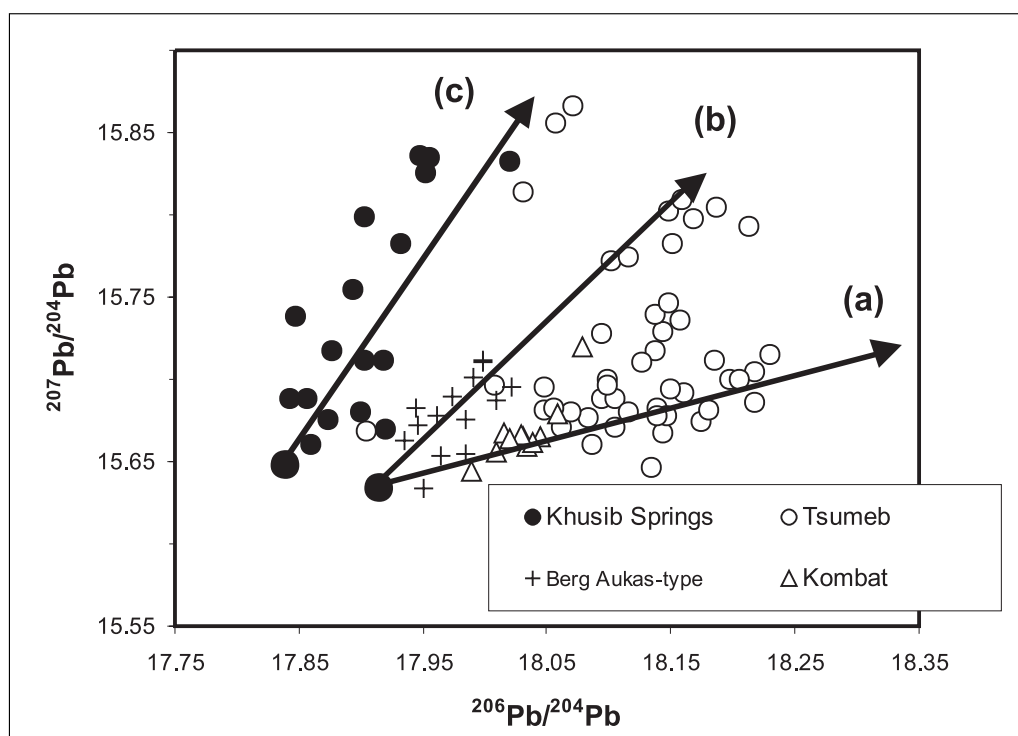 (c)
(b)
(a)
15.85
15.75
15.65
15.55
²⁰⁷Pb/²⁰⁴Pb
Khusib Springs
Tsumeb
Berg Aukas-type
Kombat
17.75 17.85 17.95 18.05 18.15 18.25 18.35
²⁰⁶Pb/²⁰⁴Pb